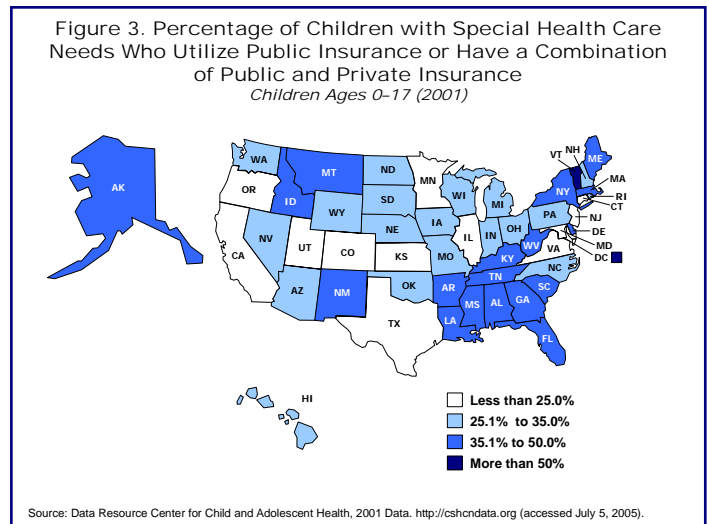 Figure 3. Percentage of Children with Special Health Care
Needs Who Utilize Public Insurance or Have a Combination
of Public and Private Insurance
Children Ages 0–17 (2001)
WA
OR
CA
NV
ID
MT
WY
UT
AZ
CO
NM
ND
SD
NE
KS
OK
TX
MN
IA
MO
AR
LA
WI
IL
MI
IN
OH
KY
TN
MS
AL
GA
FL
SC
NC
VA
WV
PA
NY
VT
NH
ME
MA
RI
CT
NJ
DE
MD
DC
AK
HI
Less than 25.0%
25.1% to 35.0%
35.1% to 50.0%
More than 50%
Source: Data Resource Center for Child and Adolescent Health, 2001 Data. http://cshcndata.org (accessed July 5, 2005).